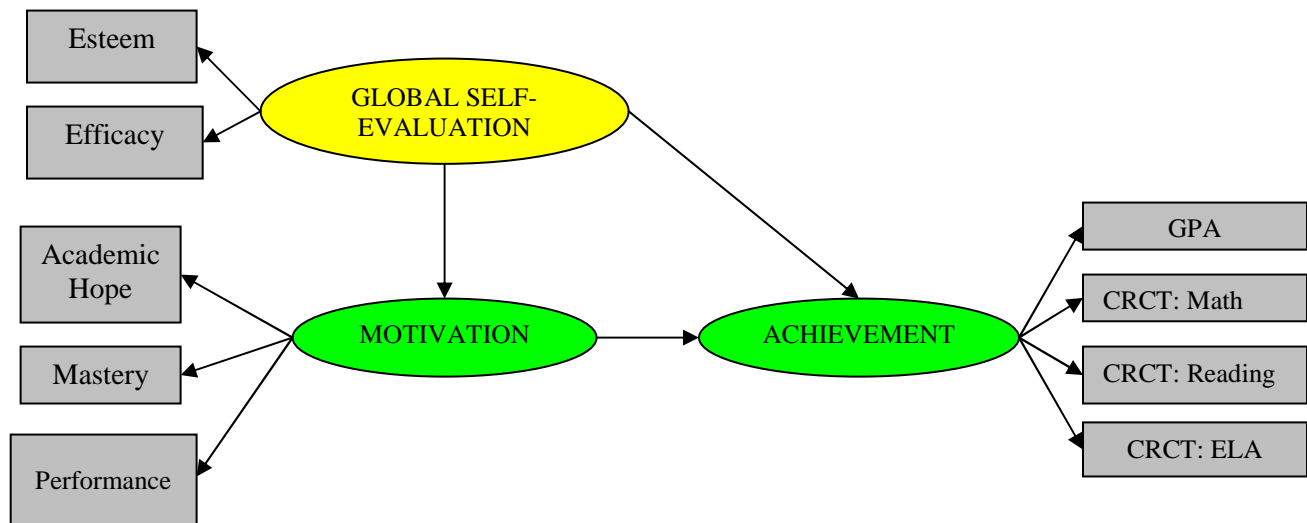 Esteem
GLOBAL SELF-
EVALUATION
Efficacy
Academic
Hope
MOTIVATION
ACHIEVEMENT
Mastery
Performance
GPA
CRCT: Math
CRCT: Reading
CRCT: ELA